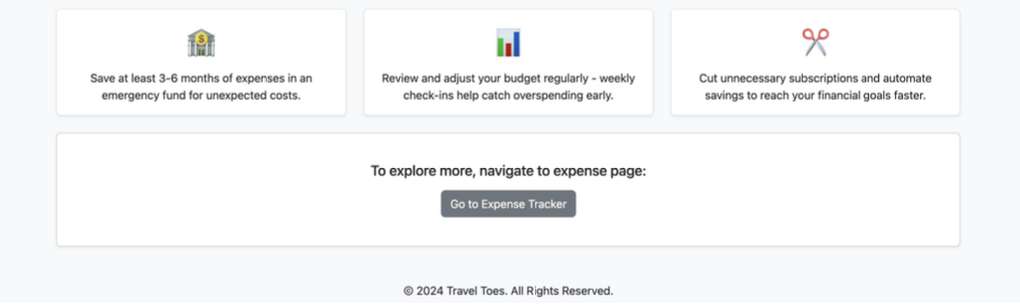 Save at least 3-6 months of expenses in an
emergency fund for unexpected costs.
Review and adjust your budget regularly - weekly
check-ins help catch overspending early.
Cut unnecessary subscriptions and automate
savings to reach your financial goals faster.
To explore more, navigate to expense page:
Go to Expense Tracker
© 2024 Travel Toes. All Rights Reserved.